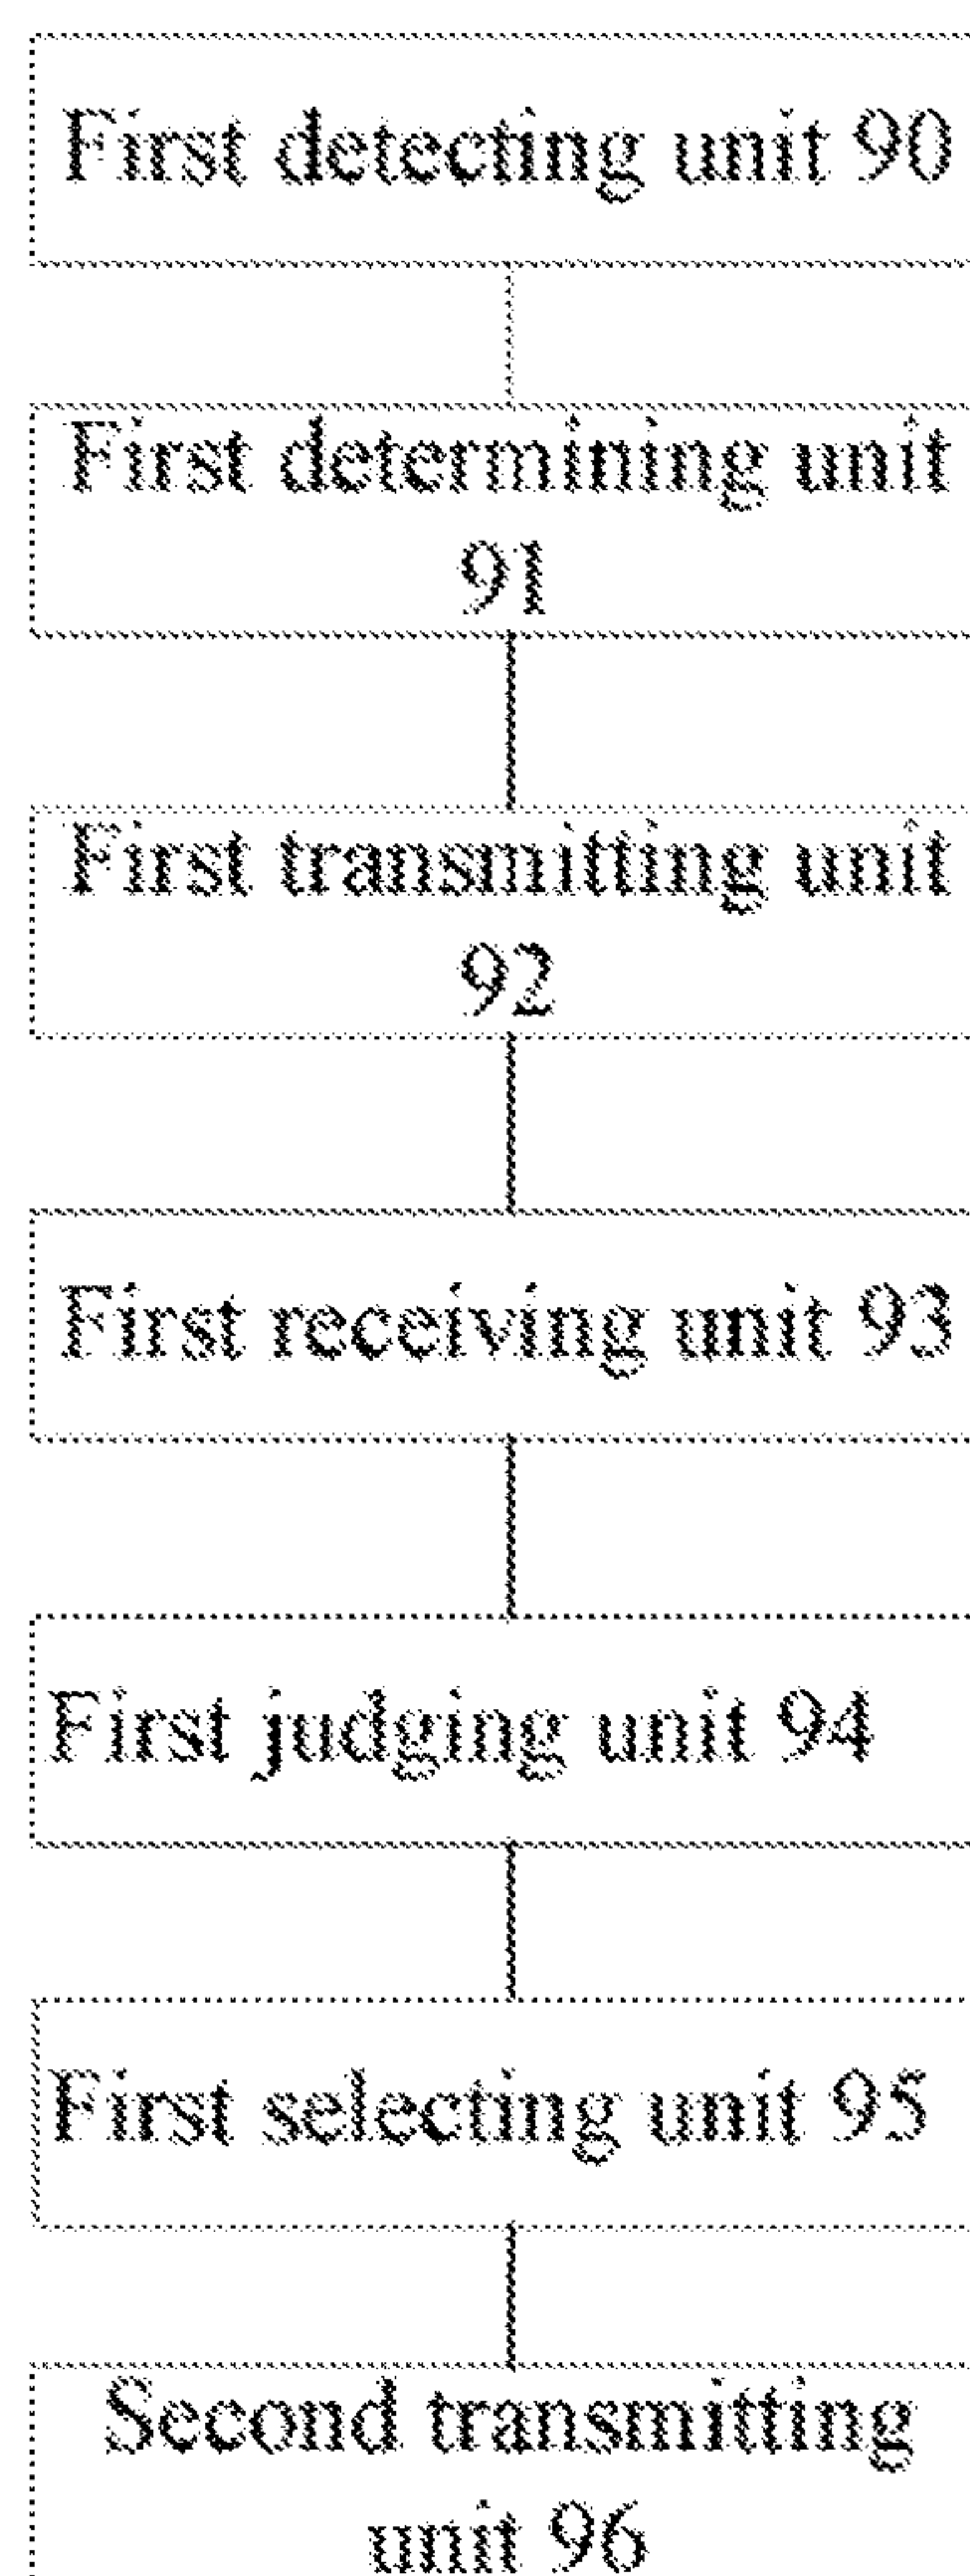 First detecting unit 90
First determining unit
91
First transmitting unit
92
First receiving unit 93
First judging unit 94
First selecting unit 95
Second transmitting
unit 96